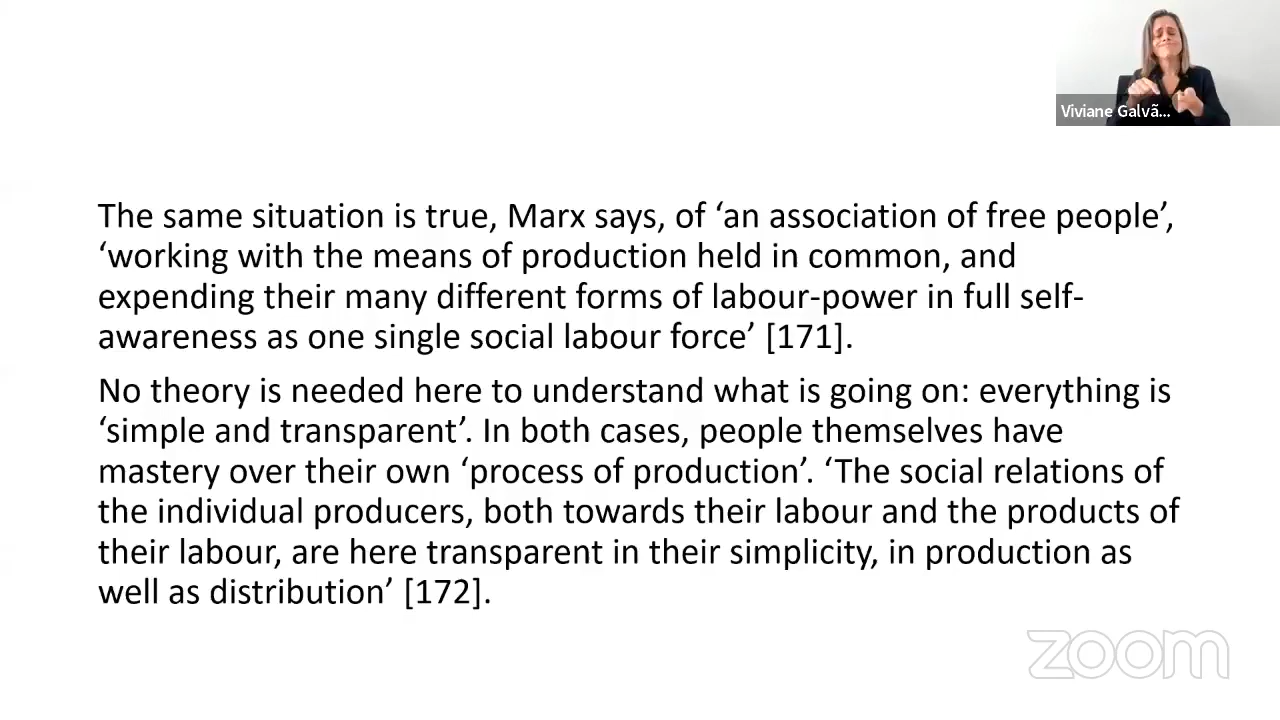 Viviane Galvã...
The same situation is true, Marx says, of ‘an association of free people’,
‘working with the means of production held in common, and
expending their many different forms of labour-power in full self-
awareness as one single social labour force’ [171].
No theory is needed here to understand what is going on: everything is
‘simple and transparent’. In both cases, people themselves have
mastery over their own ‘process of production’. ‘The social relations of
the individual producers, both towards their labour and the products of
their labour, are here transparent in their simplicity, in production as
well as distribution’ [172].
zoom